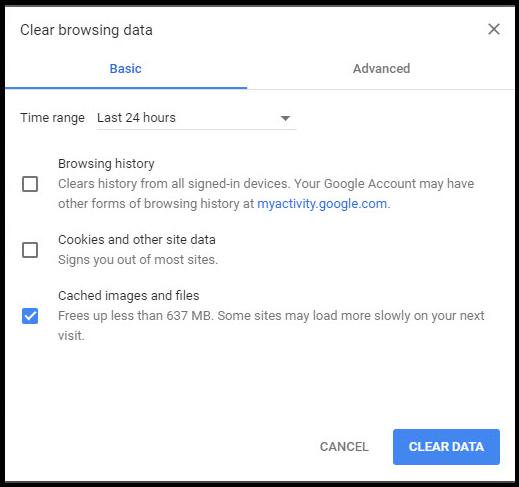 Clear browsing data
Basic
Advanced
Time range Last 24 hours
Browsing history
Clears history from all signed-in devices. Your Google Account may have
other forms of browsing history at myactivity.google.com.
Cookies and other site data
Signs you out of most sites.
Cached images and files
Frees up less than 637 MB. Some sites may load more slowly on your next
visit.
CANCEL
CLEAR DATA